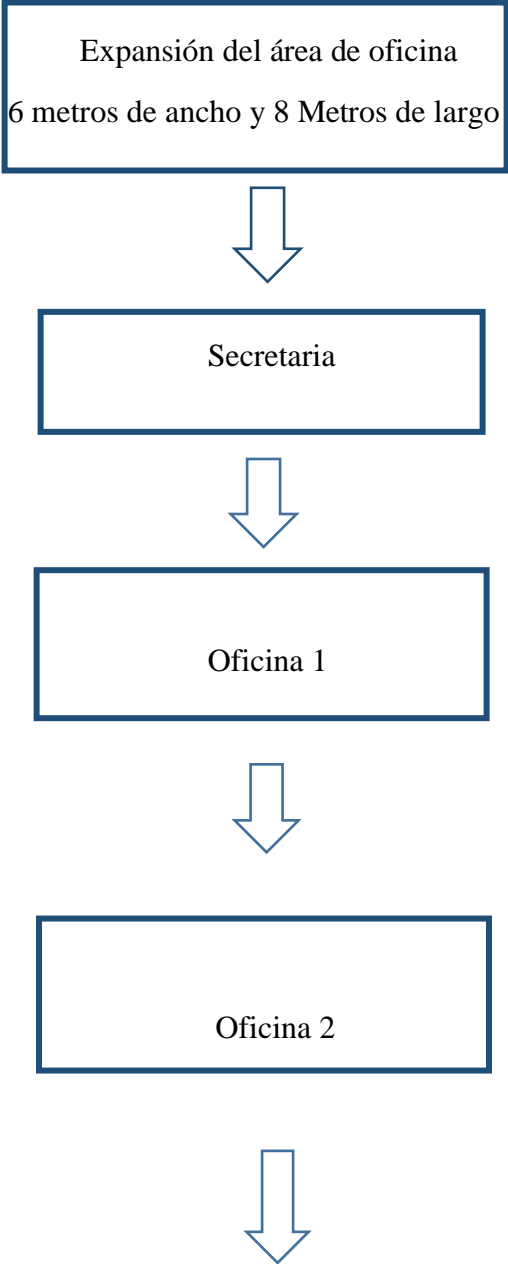 Expansión del área de oficina
6 metros de ancho y 8 Metros de largo
Secretaria
Oficina 1
Oficina 2